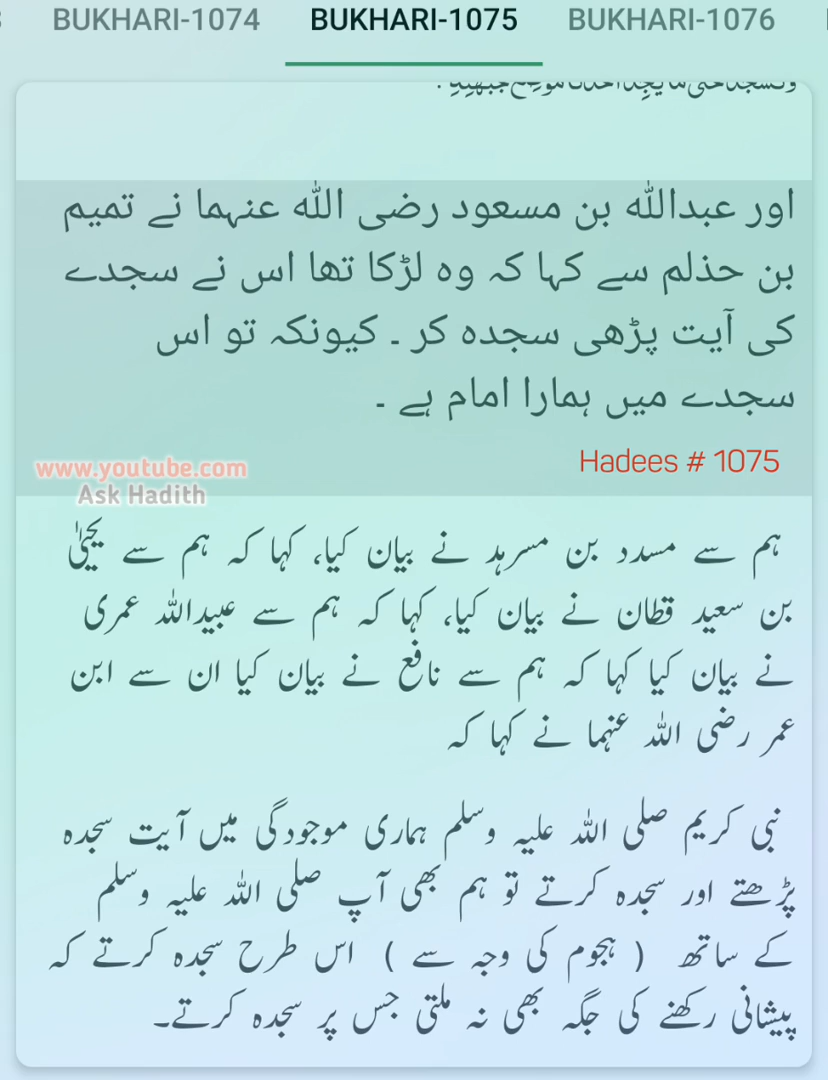 BUKHARI-1074 BUKHARI-1075 BUKHARI-1076
اور عبداللہ بن مسعود رضی اللہ عنہما نے تمیم
بن حذلم سے کہا کہ وہ لڑکا تھا اس نے سجدے
کی آیت پڑھی سجدہ کر ۔ کیونکہ تو اس
سجدے میں ہمارا امام ہے ۔
Hadees # 1075
www.youtube.com
Ask Hadith
ہم سے مسدد بن مسرہد نے بیان کیا، کہا کہ ہم سے یحییٰ
بن سعید قطان نے بیان کیا، کہا کہ ہم سے عبیداللہ عمری
نے بیان کیا کہا کہ ہم سے نافع نے بیان کیا ان سے ابن
عمر رضی اللہ عنہما نے کہا کہ
نبی کریم صلی اللہ علیہ وسلم ہماری موجودگی میں آیت سجدہ
پڑھتے اور سجدہ کرتے تو ہم بھی آپ صلی اللہ علیہ وسلم
کے ساتھ ( ہجوم کی وجہ سے ) اس طرح سجدہ کرتے کہ
پیشانی رکھنے کی جگہ بھی نہ ملتی جس پر سجدہ کرتے۔